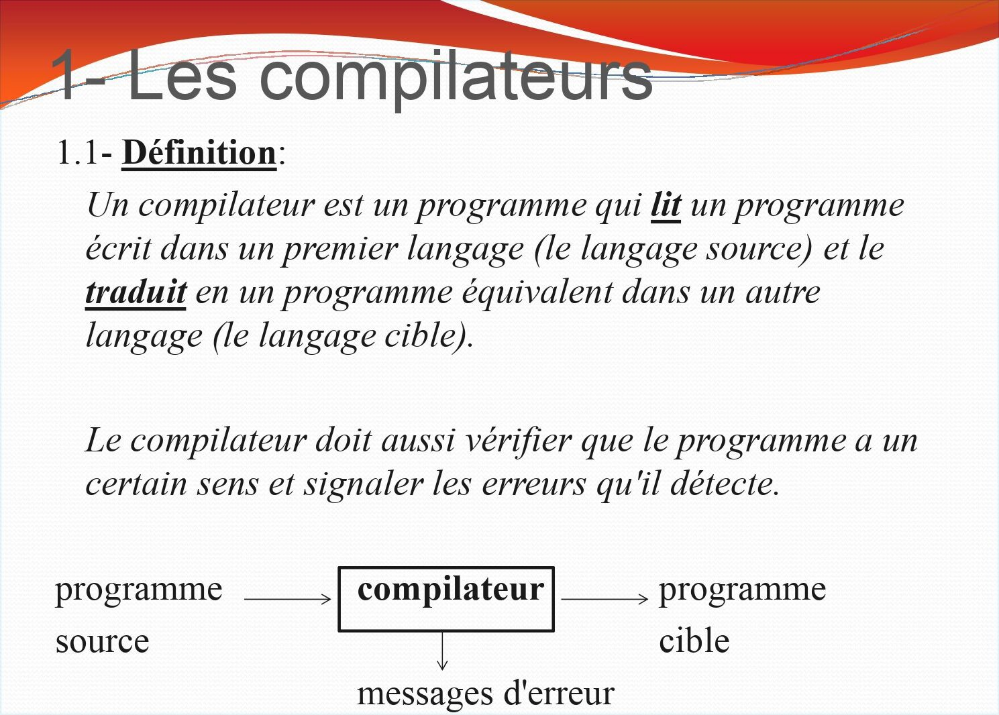 1- Les compilateurs
1.1- Définition:
Un compilateur est un programme qui lit un programme
écrit dans un premier langage (le langage source) et le
traduit en un programme équivalent dans un autre
langage (le langage cible).
Le compilateur doit aussi vérifier que le programme a un
certain sens et signaler les erreurs qu'il détecte.
programme compilateur programme
source cible
messages d'erreur